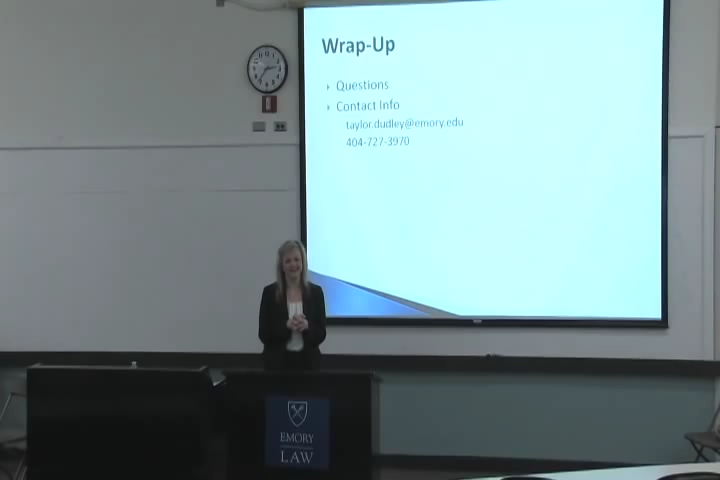 Wrap-Up
Questions
Contact Info
taylor.dudley@emory.edu
404-727-3970
EMORY
LAW